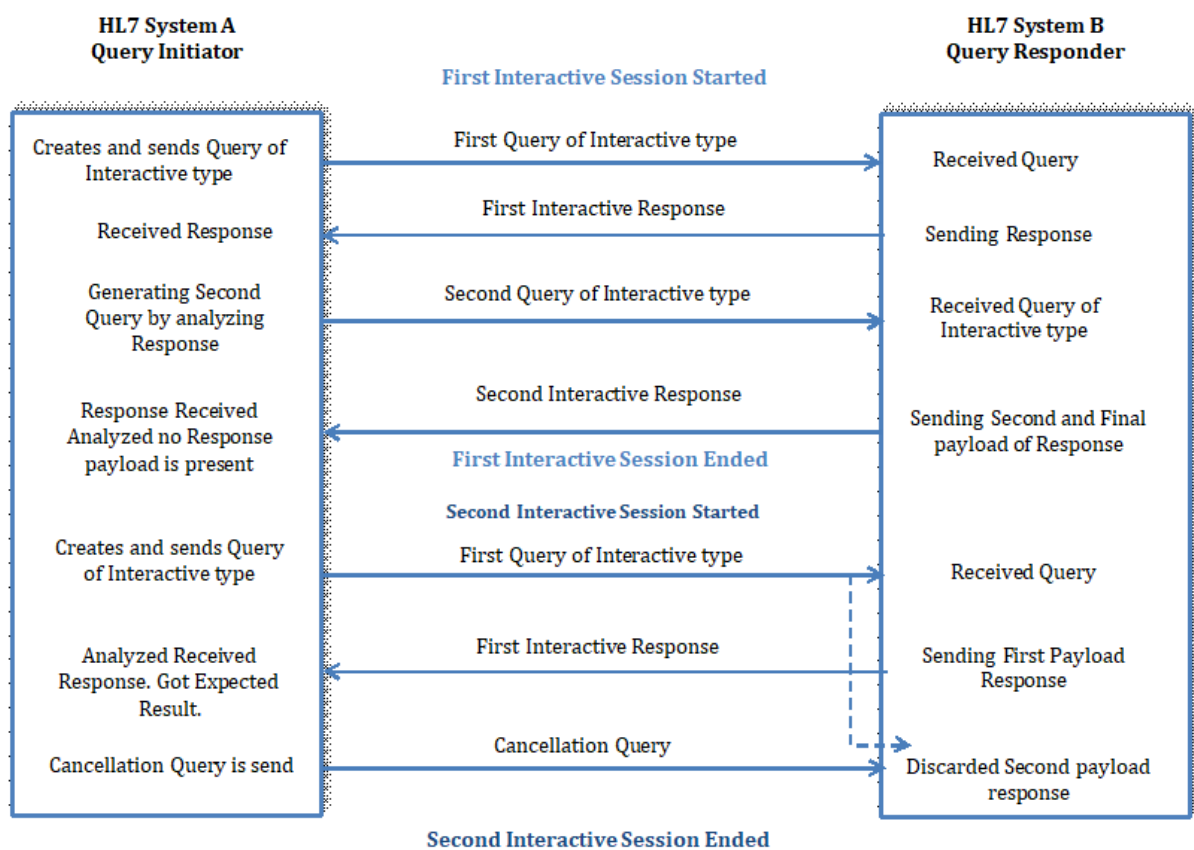 HL7 System A
Query Initiator
HL7 System B
Query Responder
First Interactive Session Started
Creates and sends Query of
Interactive type
First Query of Interactive type
Received Query
First Interactive Response
Received Response
Sending Response
Generating Second
Query by analyzing
Response
Second Query of Interactive type
Received Query of
Interactive type
Second Interactive Response
Response Received
Analyzed no Response
payload is present
Sending Second and Final
payload of Response
First Interactive Session Ended
Second Interactive Session Started
Creates and sends Query
of Interactive type
First Query of Interactive type
Received Query
First Interactive Response
Analyzed Received
Response. Got Expected
Result.
Sending First Payload
Response
Cancellation Query
Cancellation Query is send
Discarded Second payload
response
Second Interactive Session Ended